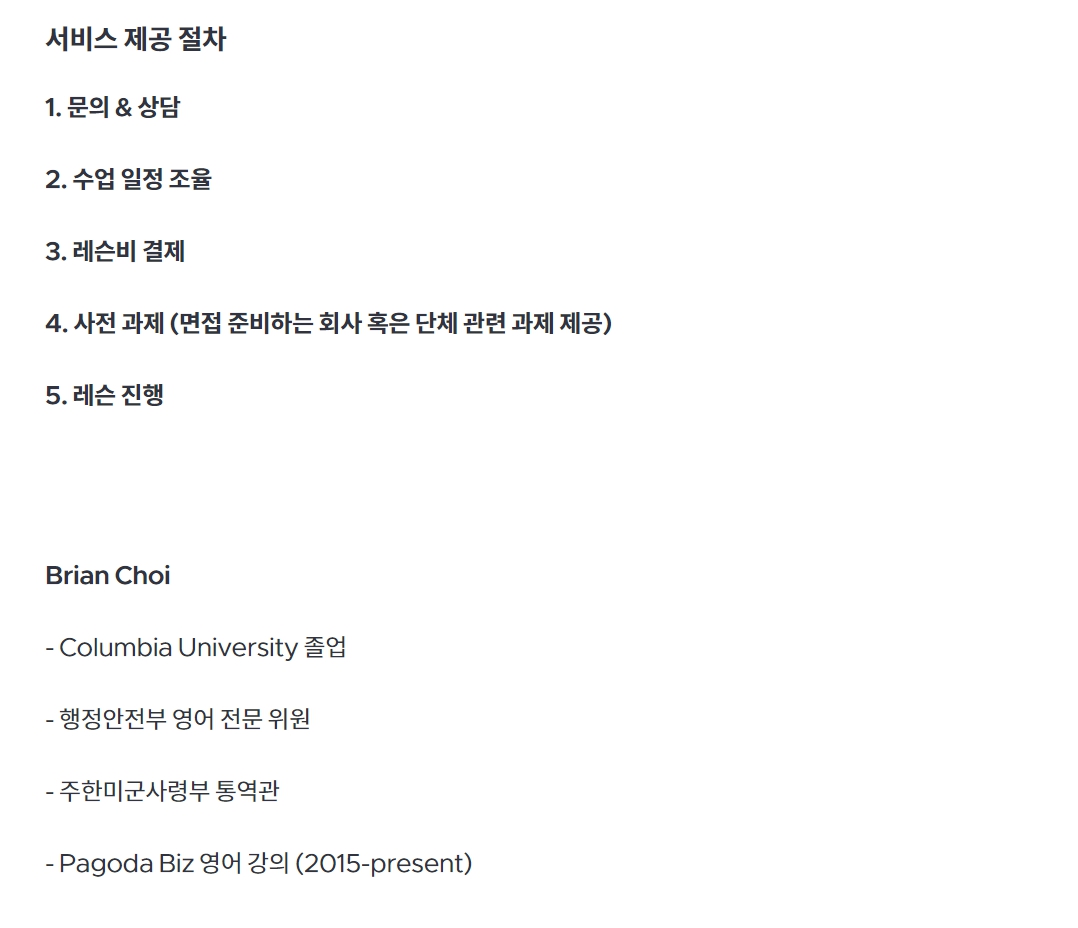 서비스 제공 절차
1. 문의 & 상담
2. 수업 일정 조율
3. 레슨비 결제
4. 사전 과제 (면접 준비하는 회사 혹은 단체 관련 과제 제공)
5. 레슨 진행
Brian Choi
- Columbia University 졸업
- 행정안전부 영어 전문 위원
- 주한미군사령부 통역관
- Pagoda Biz 영어 강의 (2015-present)